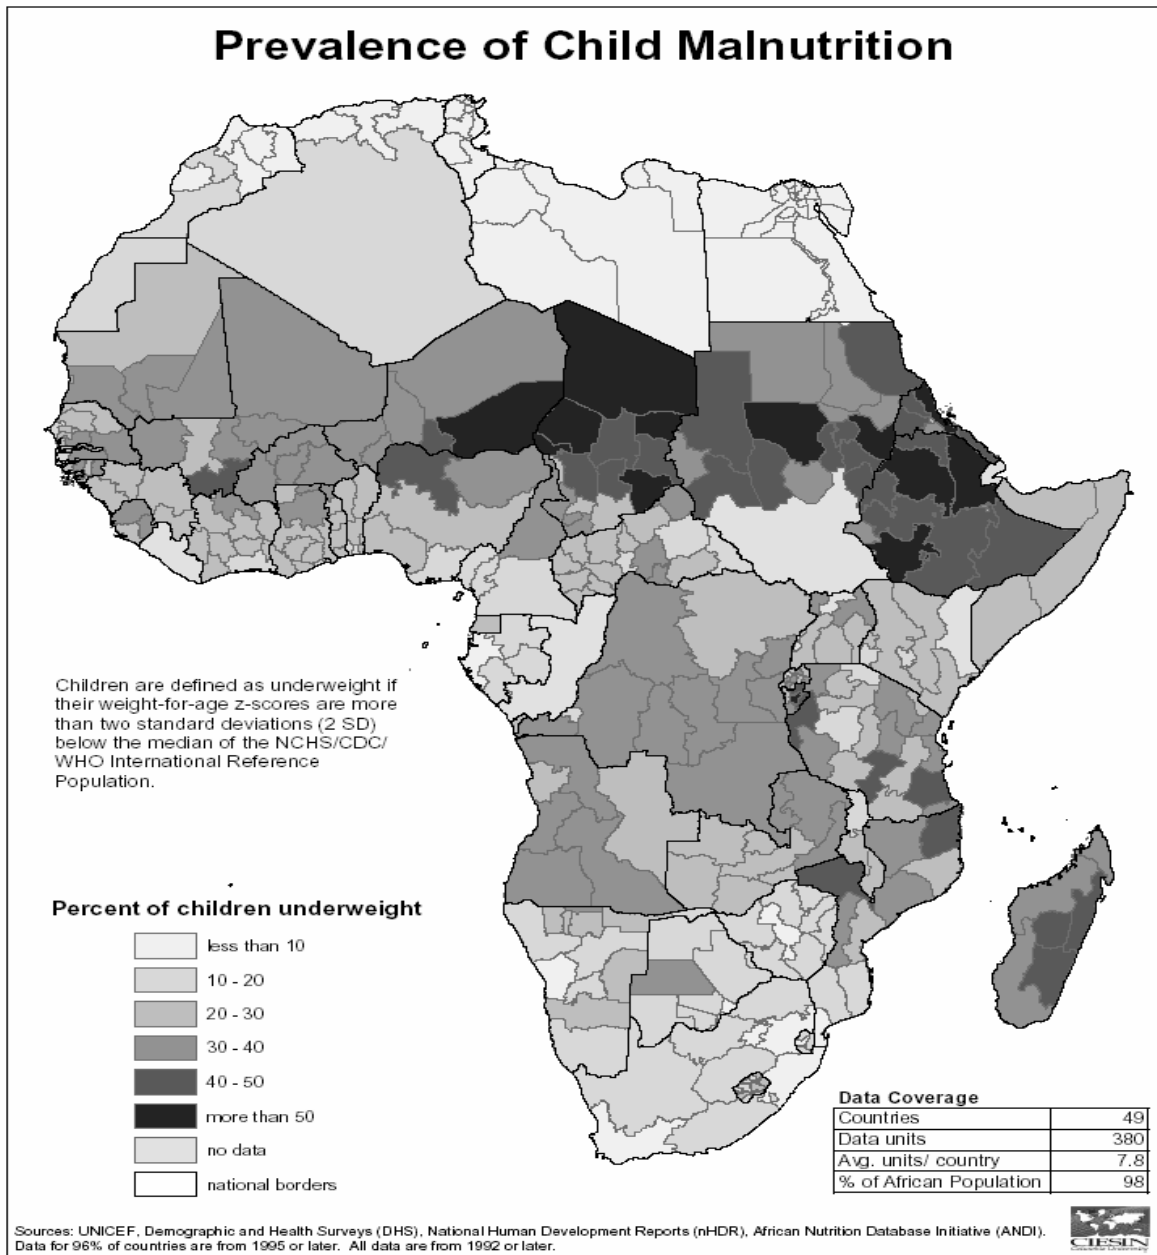 Prevalence of Child Malnutrition
Children are defined as underweight if
their weight-for-age z-scores are more
than two standard deviations (2 SD)
below the median of the NCHS/CDC/
WHO International Reference
Population.
Percent of children underweight
less than 10
10 - 20
20 - 30
30 - 40
40 - 50
more than 50
no data
national borders
Data Coverage
Countries 49
Data units 380
Avg. units/ country 7.8
% of African Population 98
Sources: UNICEF, Demographic and Health Surveys (DHS), National Human Development Reports (nHDR), African Nutrition Database Initiative (ANDI).
Data for 96% of countries are from 1995 or later. All data are from 1992 or later.
CIESIN
Columbia University